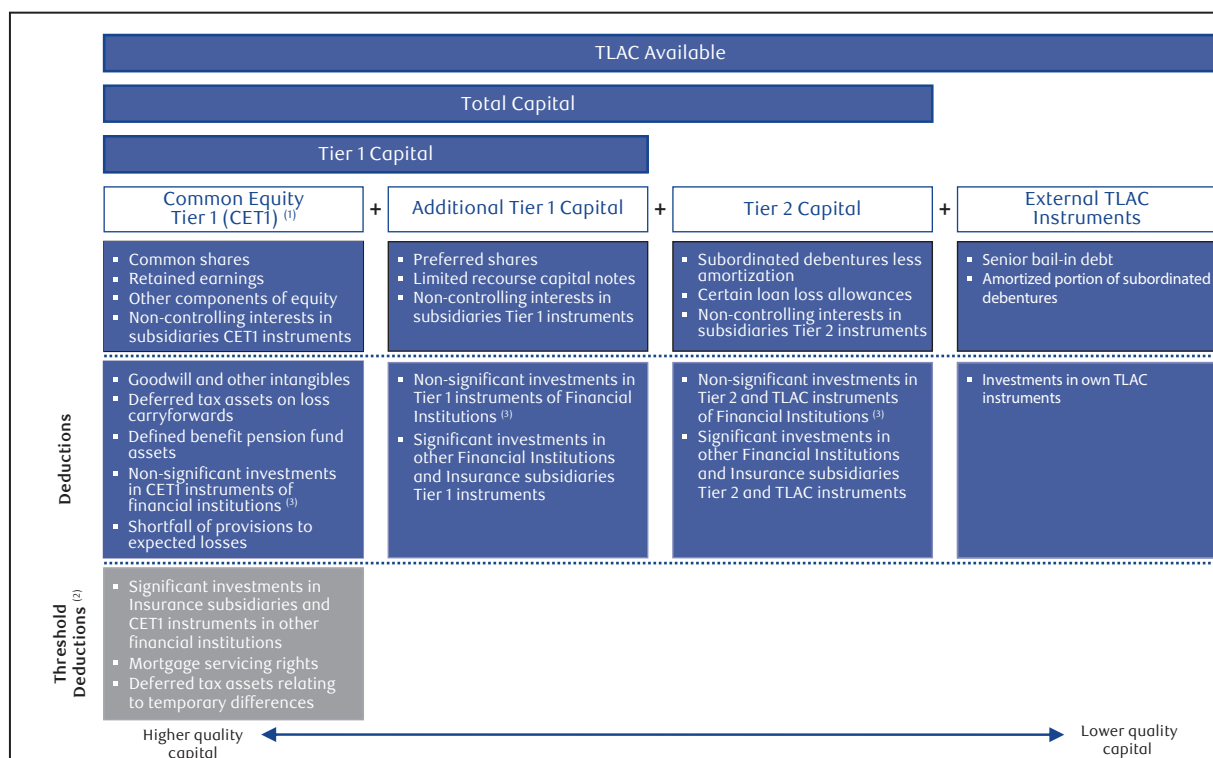 TLAC Available
Total Capital
Tier 1 Capital
Common Equity
Tier 1 (CET1) (1)
+
Additional Tier 1 Capital
+
Tier 2 Capital
+
External TLAC
Instruments
▪ Common shares
▪ Retained earnings
▪ Other components of equity
▪ Non-controlling interests in
subsidiaries CET1 instruments
▪ Preferred shares
▪ Limited recourse capital notes
▪ Non-controlling interests in
subsidiaries Tier 1 instruments
▪ Subordinated debentures less
amortization
▪ Certain loan loss allowances
▪ Non-controlling interests in
subsidiaries Tier 2 instruments
▪ Senior bail-in debt
▪ Amortized portion of subordinated
debentures
Deductions
▪ Goodwill and other intangibles
▪ Deferred tax assets on loss
carryforwards
▪ Defined benefit pension fund
assets
▪ Non-significant investments
in CET1 instruments of
financial institutions (3)
▪ Shortfall of provisions to
expected losses
▪ Non-significant investments in
Tier 1 instruments of Financial
Institutions (3)
▪ Significant investments in
other Financial Institutions
and Insurance subsidiaries
Tier 1 instruments
▪ Non-significant investments in
Tier 2 and TLAC instruments
of Financial Institutions (3)
▪ Significant investments in
other Financial Institutions
and Insurance subsidiaries
Tier 2 and TLAC instruments
▪ Investments in own TLAC
instruments
Threshold
Deductions (2)
▪ Significant investments in
Insurance subsidiaries and
CET1 instruments in other
financial institutions
▪ Mortgage servicing rights
▪ Deferred tax assets relating
to temporary differences
Higher quality
capital
Lower quality
capital